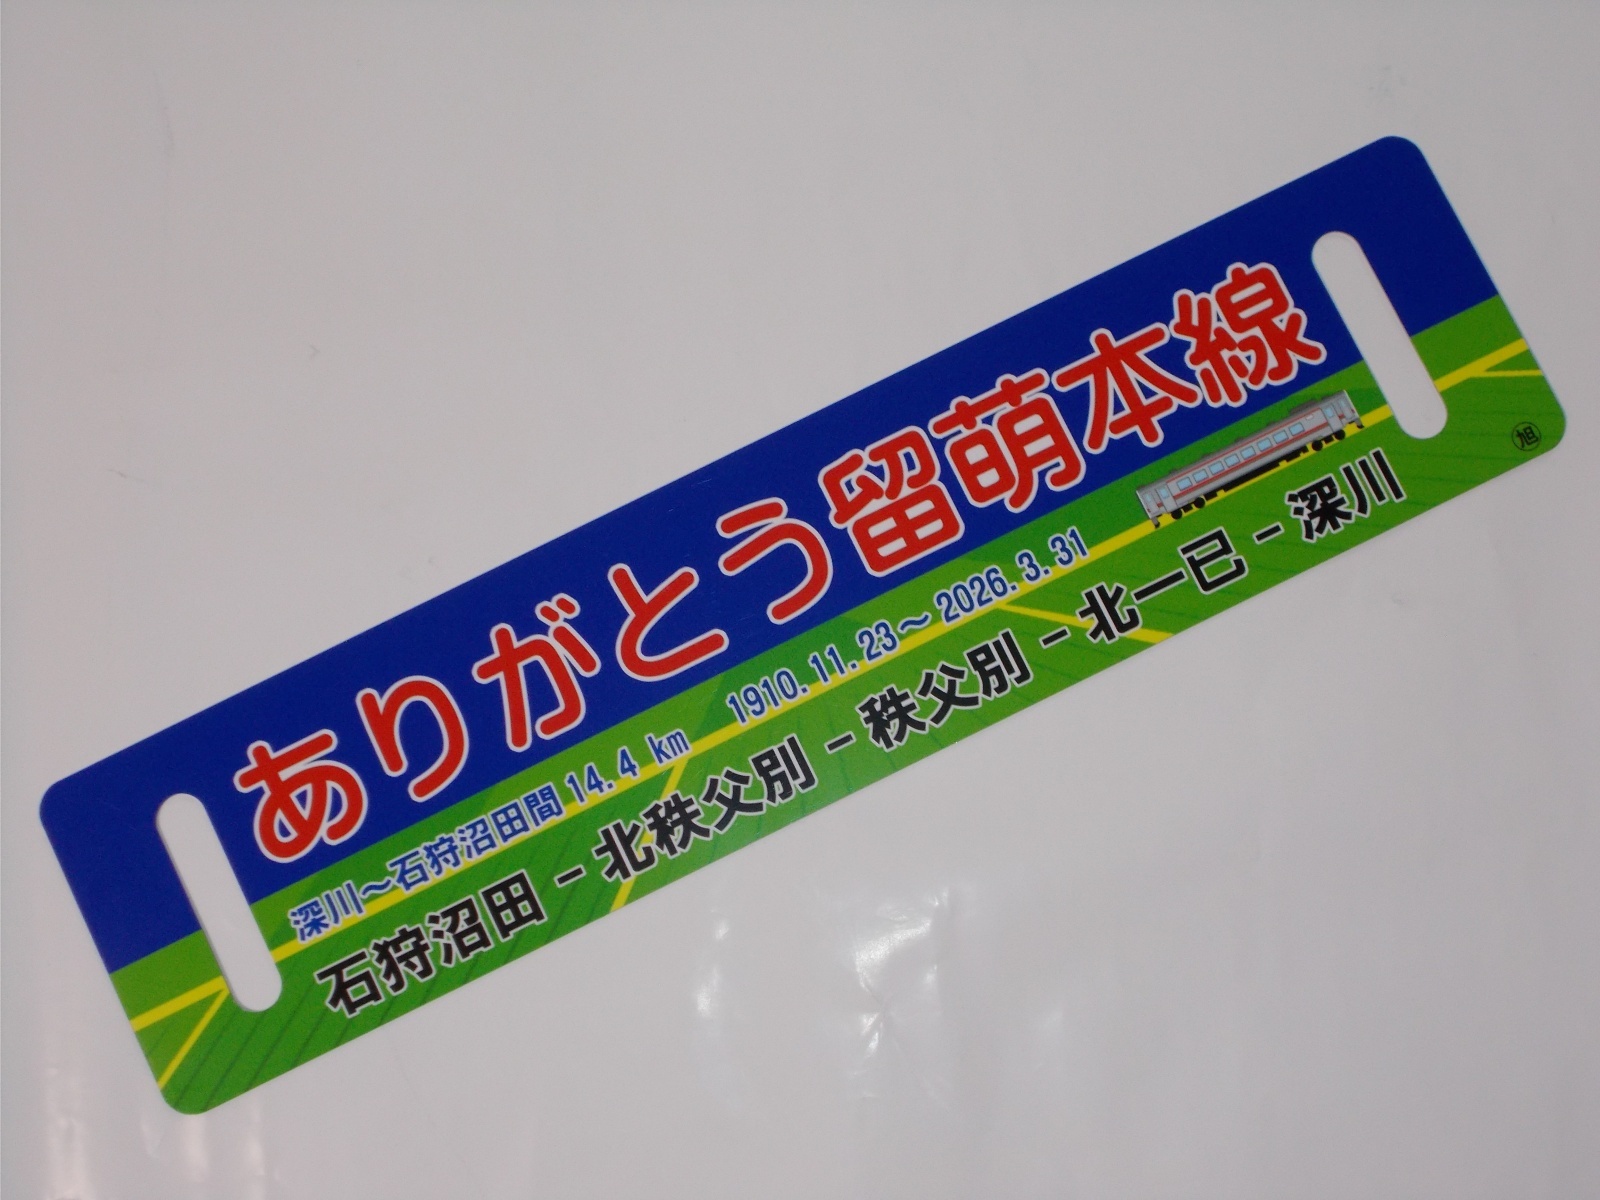 ありがとう留萌本線
深川～石狩沼田間 14.4 km 1910.11.23～2026.3.31
石狩沼田－北秩父別－秩父別－北一已－深川
旭